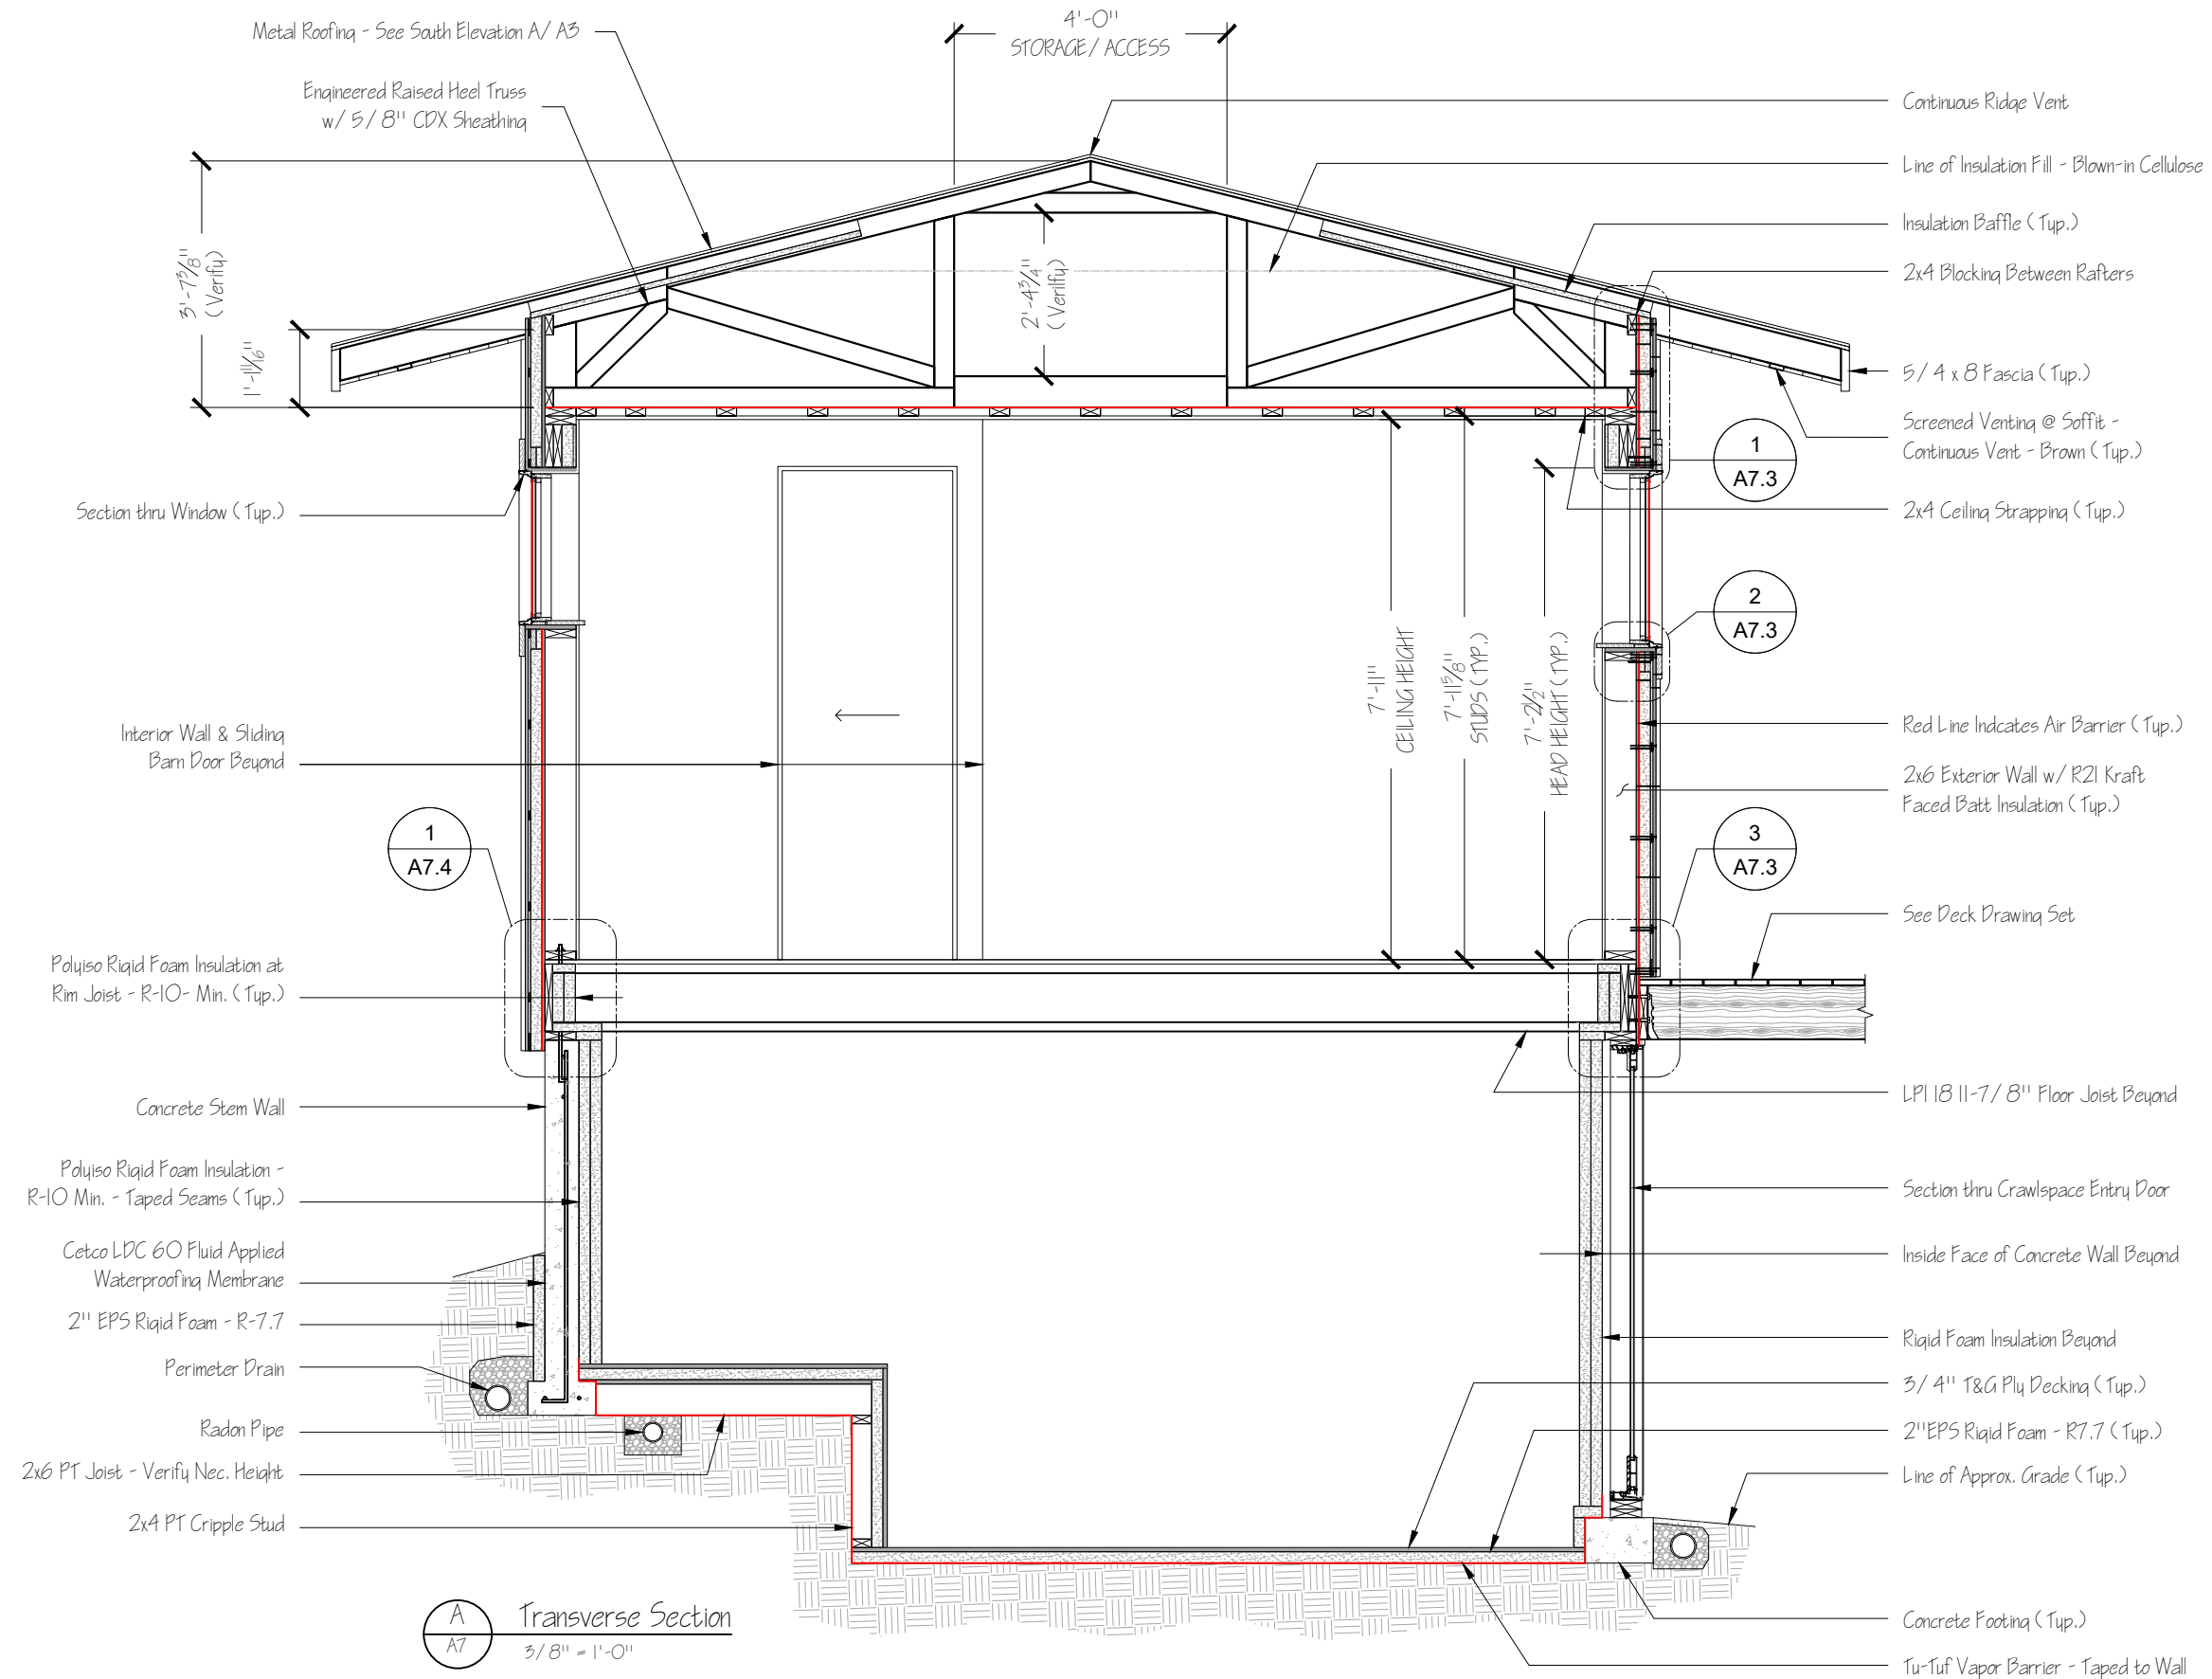 Metal Roofing - See South Elevation A/ A3
Engineered Raised Heel Truss
w/ 5/8" CDX Sheathing
4'-0"
STORAGE/ ACCESS
3'-7⅜"
(Verify)
1'-1 1/16"
2'-4¾"
(Verilfy)
Continuous Ridge Vent
Line of Insulation Fill - Blown-in Cellulose
Insulation Baffle (Typ.)
2x4 Blocking Between Rafters
5/4 x 8 Fascia (Typ.)
Screened Venting @ Soffit -
Continuous Vent - Brown (Typ.)
1
A7.3
2x4 Ceiling Strapping (Typ.)
Section thru Window (Typ.)
2
A7.3
7'-11"
CEILING HEIGHT
7'-11⅝"
STUDS (TYP.)
7'-2½"
HEAD HEIGHT (TYP.)
Red Line Indcates Air Barrier (Typ.)
2x6 Exterior Wall w/ R21 Kraft
Faced Batt Insulation (Typ.)
Interior Wall & Sliding
Barn Door Beyond
1
A7.4
3
A7.3
See Deck Drawing Set
Polyiso Rigid Foam Insulation at
Rim Joist - R-10- Min. (Typ.)
LPI 18 11-7/8" Floor Joist Beyond
Concrete Stem Wall
Polyiso Rigid Foam Insulation -
R-10 Min. - Taped Seams (Typ.)
Section thru Crawlspace Entry Door
Cetco LDC 60 Fluid Applied
Waterproofing Membrane
Inside Face of Concrete Wall Beyond
2" EPS Rigid Foam - R-7.7
Rigid Foam Insulation Beyond
Perimeter Drain
3/4" T&G Ply Decking (Typ.)
Radon Pipe
2"EPS Rigid Foam - R7.7 (Typ.)
2x6 PT Joist - Verify Nec. Height
Line of Approx. Grade (Typ.)
2x4 PT Cripple Stud
Concrete Footing (Typ.)
Tu-Tuf Vapor Barrier - Taped to Wall
A
A7
Transverse Section
3/8" = 1'-0"